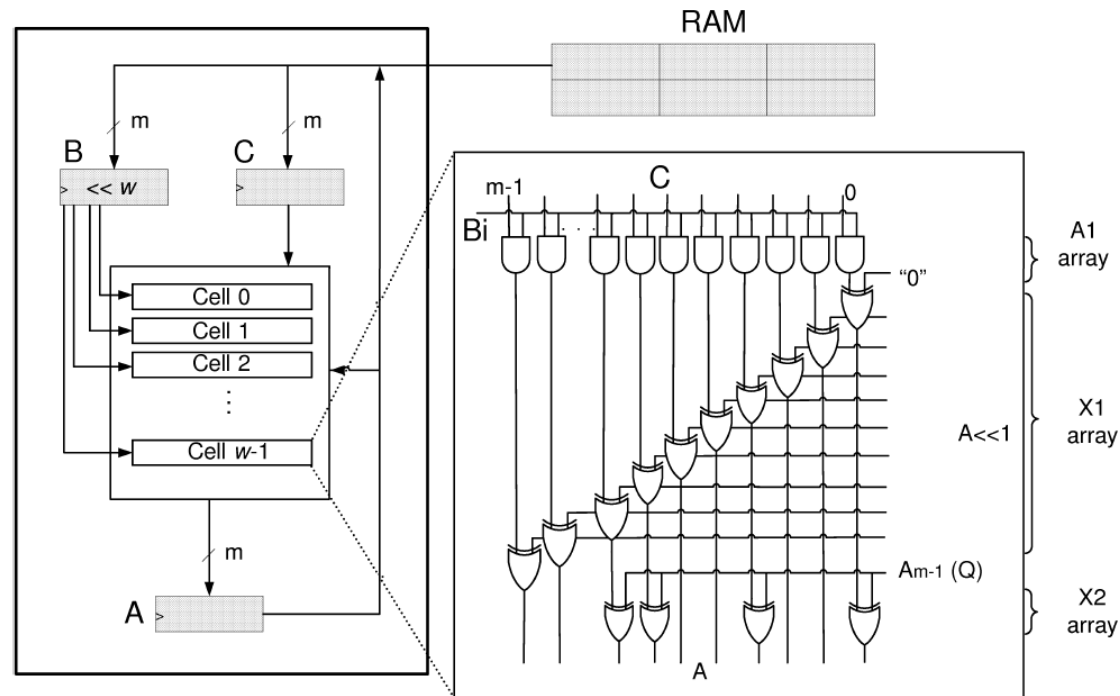 RAM
m
m
B
C
> << w
>
Cell 0
Cell 1
Cell 2
⋮
Cell w-1
m
A
>
C
m-1
0
Bi
. . .
A1
array
"0"
X1
array
A<<1
Am-1 (Q)
X2
array
A